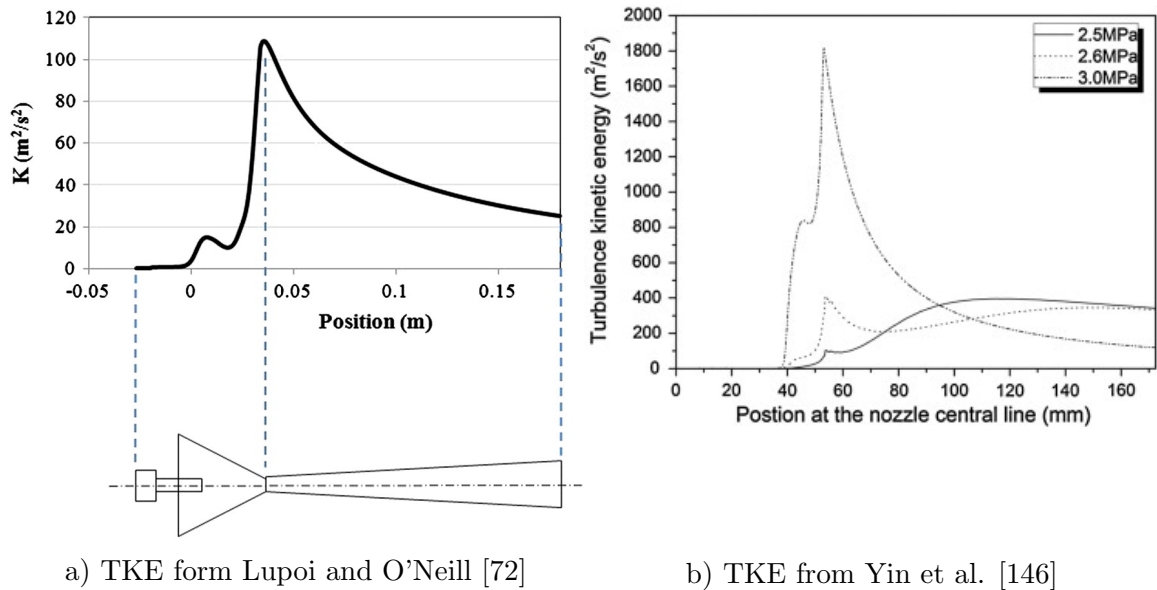 120
100
80
60
40
20
0
K (m²/s²)
-0.05 0 0.05 0.1 0.15
Position (m)
a) TKE form Lupoi and O'Neill [72]
2000
1800
1600
1400
1200
1000
800
600
400
200
0
Turbulence kinetic energy (m²/s²)
2.5MPa
2.6MPa
3.0MPa
0 20 40 60 80 100 120 140 160
Postion at the nozzle central line (mm)
b) TKE from Yin et al. [146]